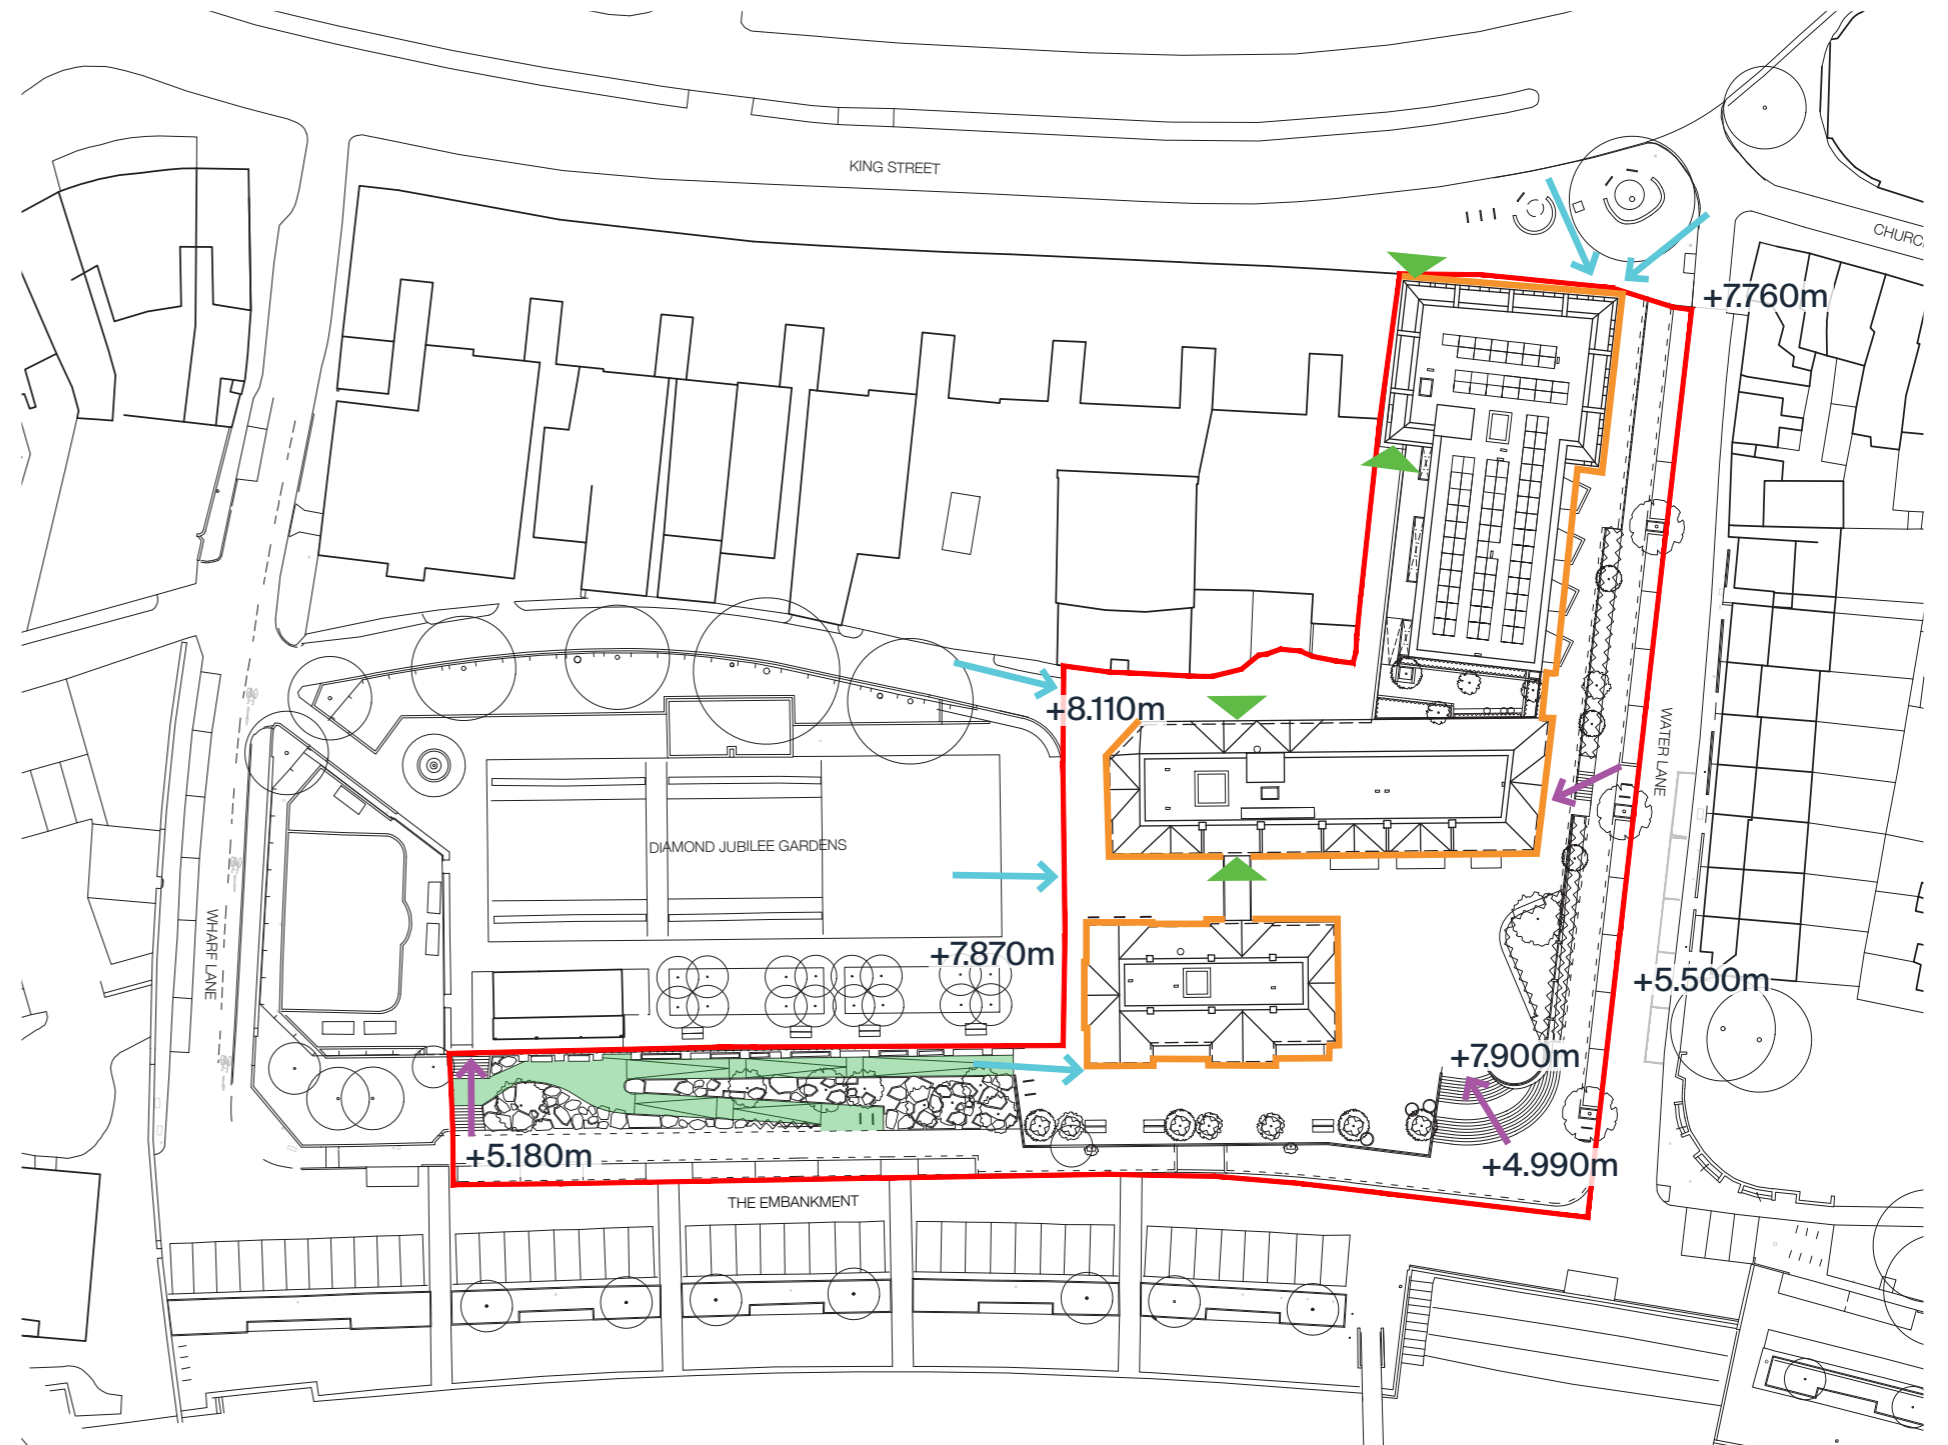 KING STREET
CHURC
+7.760m
+8.110m
WATER LANE
DIAMOND JUBILEE GARDENS
WHARF LANE
+7.870m
+5.500m
+7.900m
+5.180m
+4.990m
THE EMBANKMENT